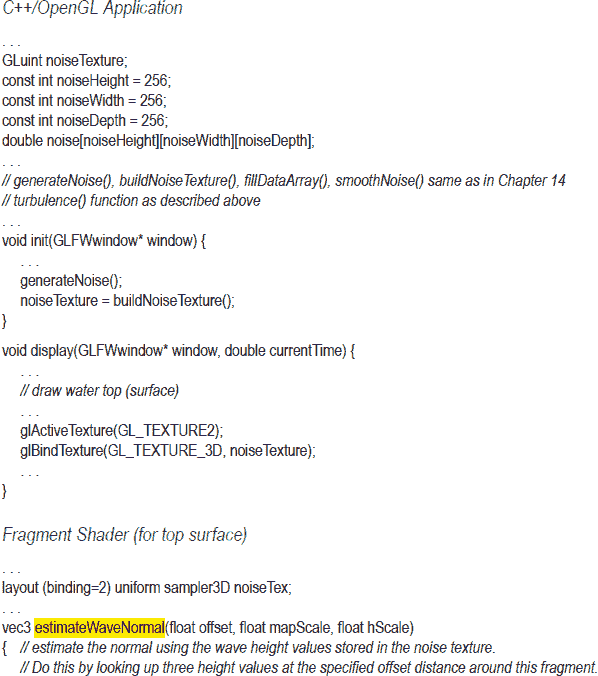 C++/OpenGL Application
. . .
GLuint noiseTexture;
const int noiseHeight = 256;
const int noiseWidth = 256;
const int noiseDepth = 256;
double noise[noiseHeight][noiseWidth][noiseDepth];
. . .
// generateNoise(), buildNoiseTexture(), fillDataArray(), smoothNoise() same as in Chapter 14
// turbulence() function as described above
. . .
void init(GLFWwindow* window) {
. . .
generateNoise();
noiseTexture = buildNoiseTexture();
}
void display(GLFWwindow* window, double currentTime) {
. . .
// draw water top (surface)
. . .
glActiveTexture(GL_TEXTURE2);
glBindTexture(GL_TEXTURE_3D, noiseTexture);
. . .
}
Fragment Shader (for top surface)
. . .
layout (binding=2) uniform sampler3D noiseTex;
. . .
vec3 estimateWaveNormal(float offset, float mapScale, float hScale)
{ // estimate the normal using the wave height values stored in the noise texture.
// Do this by looking up three height values at the specified offset distance around this fragment.